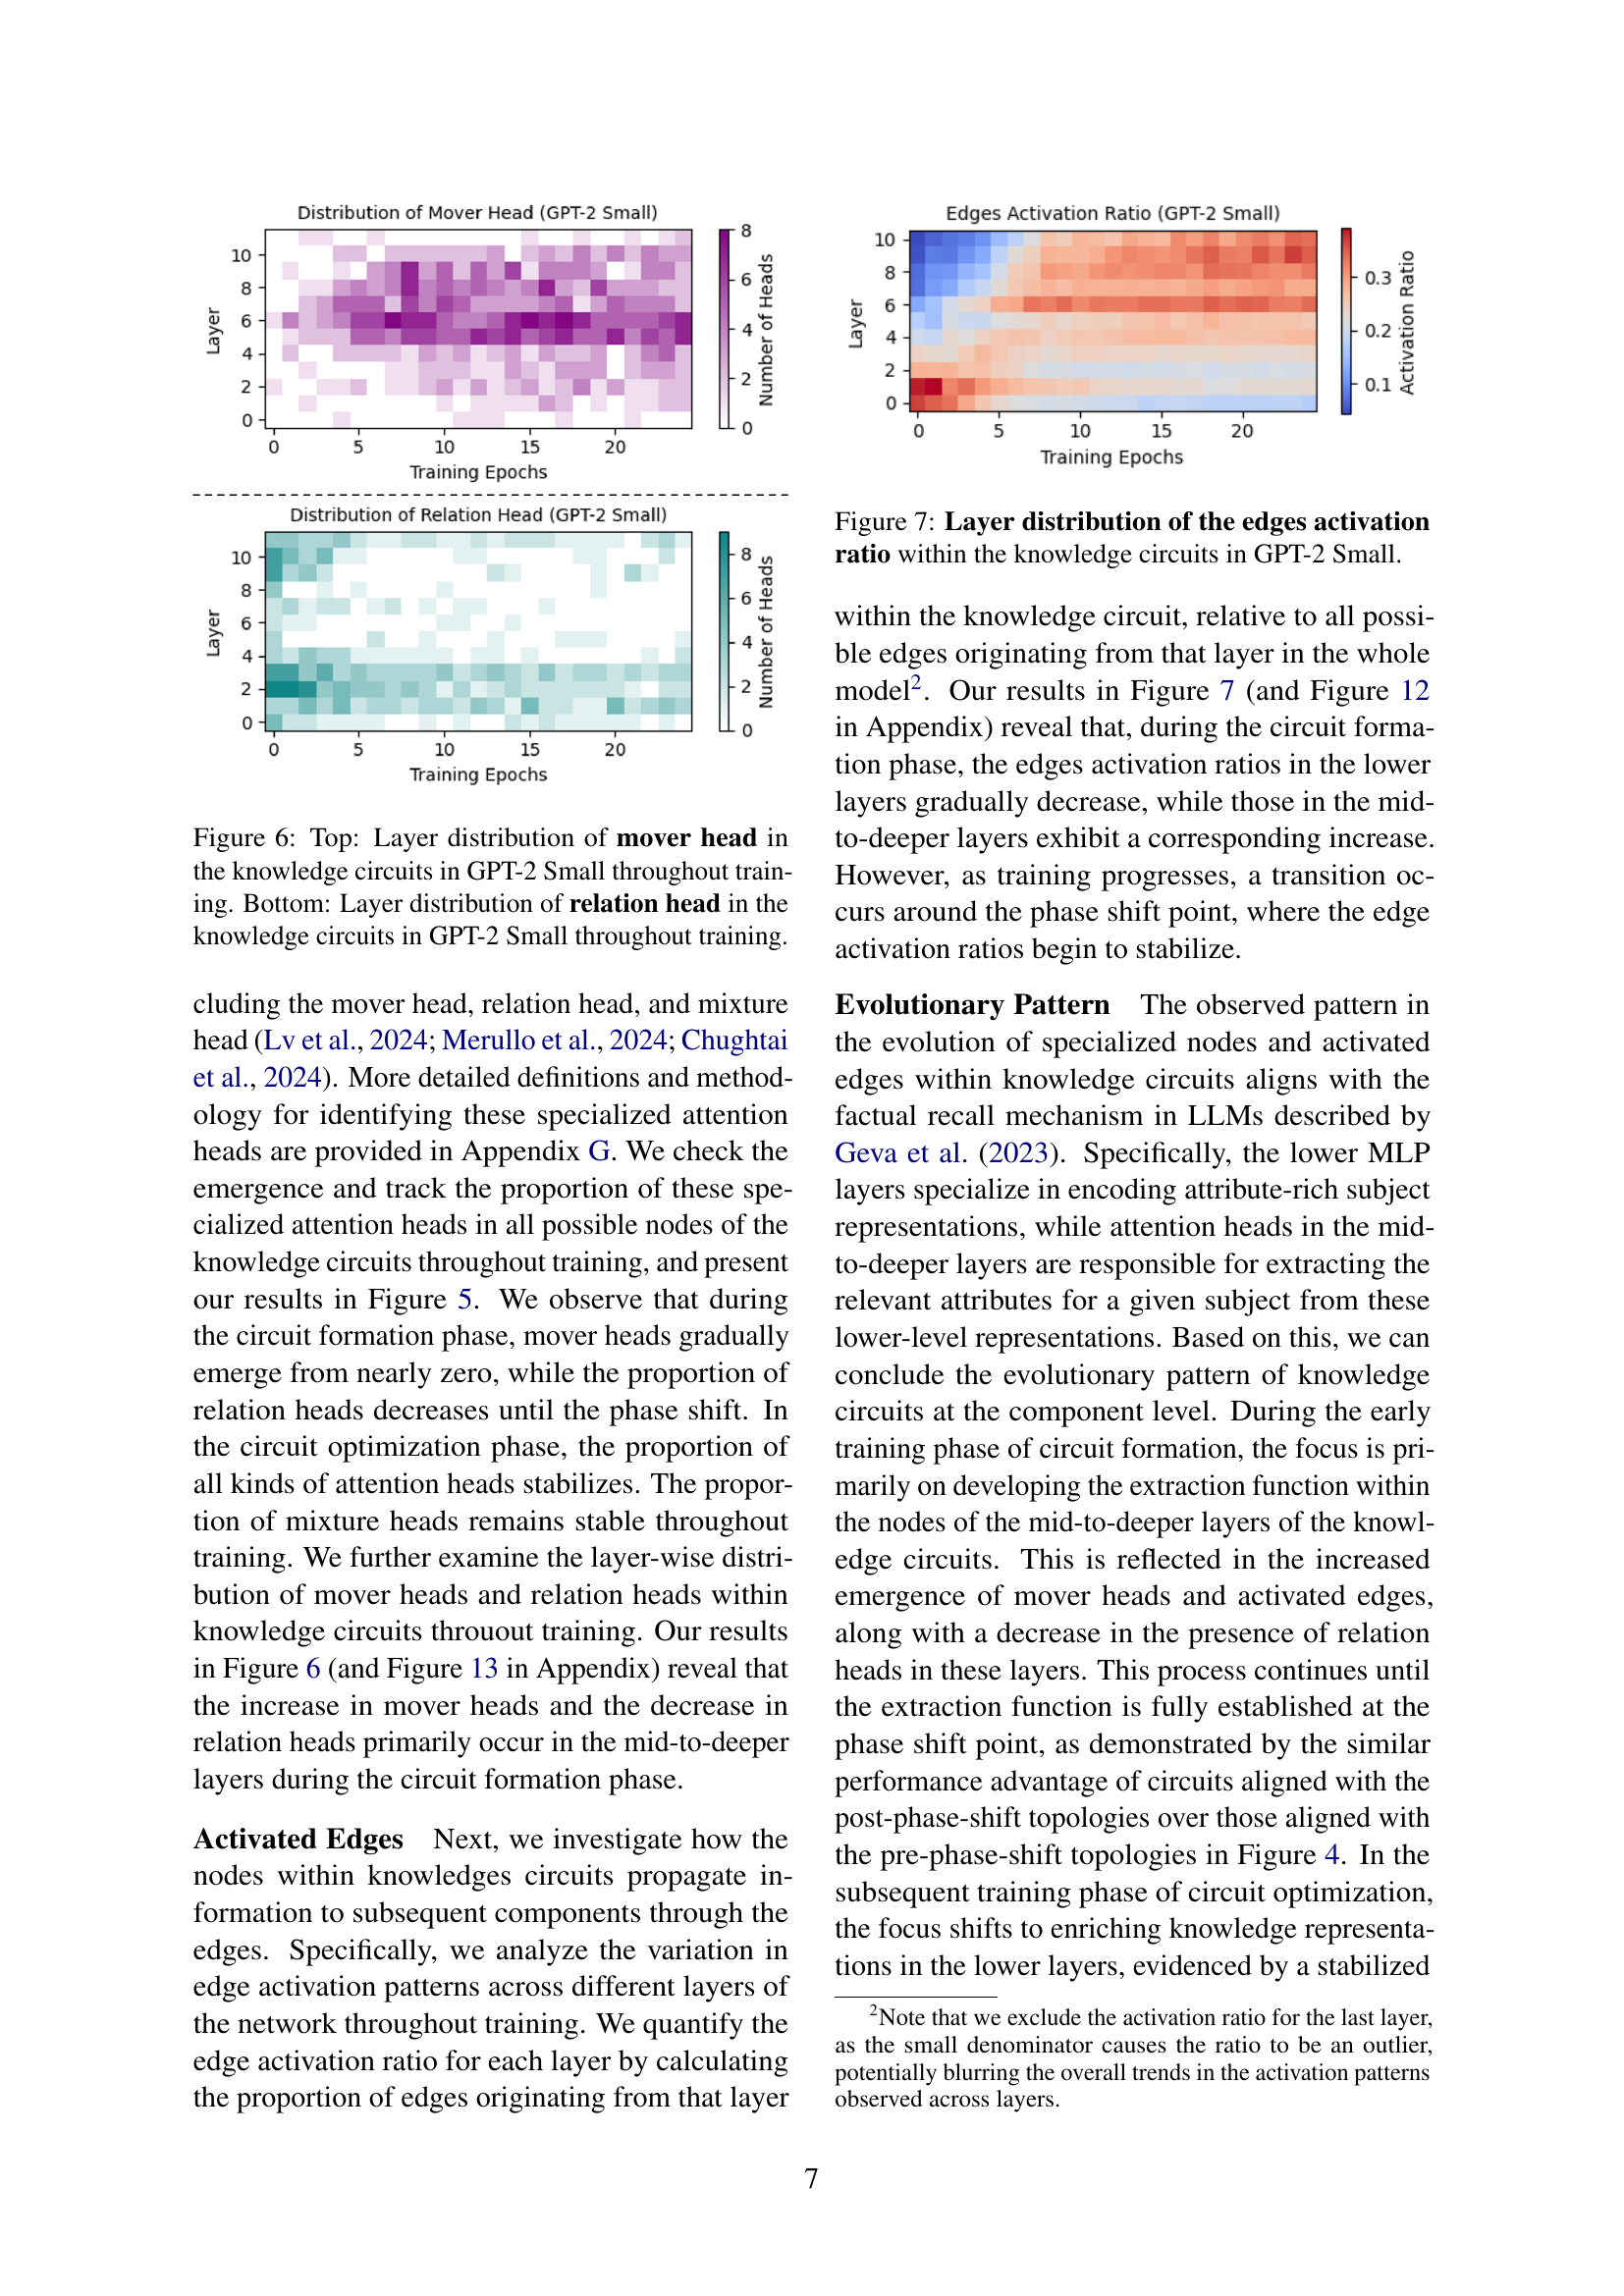 Distribution of Mover Head (GPT-2 Small)
10
8
6
4
2
0
Layer
0 5 10 15 20
Training Epochs
8
6
4
2
0
Number of Heads
Distribution of Relation Head (GPT-2 Small)
10
8
6
4
2
0
Layer
0 5 10 15 20
Training Epochs
8
6
4
2
0
Number of Heads
Figure 6: Top: Layer distribution of mover head in
the knowledge circuits in GPT-2 Small throughout train-
ing. Bottom: Layer distribution of relation head in the
knowledge circuits in GPT-2 Small throughout training.
cluding the mover head, relation head, and mixture
head (Lv et al., 2024; Merullo et al., 2024; Chughtai
et al., 2024). More detailed definitions and method-
ology for identifying these specialized attention
heads are provided in Appendix G. We check the
emergence and track the proportion of these spe-
cialized attention heads in all possible nodes of the
knowledge circuits throughout training, and present
our results in Figure 5. We observe that during
the circuit formation phase, mover heads gradually
emerge from nearly zero, while the proportion of
relation heads decreases until the phase shift. In
the circuit optimization phase, the proportion of
all kinds of attention heads stabilizes. The propor-
tion of mixture heads remains stable throughout
training. We further examine the layer-wise distri-
bution of mover heads and relation heads within
knowledge circuits throuout training. Our results
in Figure 6 (and Figure 13 in Appendix) reveal that
the increase in mover heads and the decrease in
relation heads primarily occur in the mid-to-deeper
layers during the circuit formation phase.
Activated Edges Next, we investigate how the
nodes within knowledges circuits propagate in-
formation to subsequent components through the
edges. Specifically, we analyze the variation in
edge activation patterns across different layers of
the network throughout training. We quantify the
edge activation ratio for each layer by calculating
the proportion of edges originating from that layer
Edges Activation Ratio (GPT-2 Small)
10
8
6
4
2
0
Layer
0 5 10 15 20
Training Epochs
0.3
0.2
0.1
Activation Ratio
Figure 7: Layer distribution of the edges activation
ratio within the knowledge circuits in GPT-2 Small.
within the knowledge circuit, relative to all possi-
ble edges originating from that layer in the whole
model2. Our results in Figure 7 (and Figure 12
in Appendix) reveal that, during the circuit forma-
tion phase, the edges activation ratios in the lower
layers gradually decrease, while those in the mid-
to-deeper layers exhibit a corresponding increase.
However, as training progresses, a transition oc-
curs around the phase shift point, where the edge
activation ratios begin to stabilize.
Evolutionary Pattern The observed pattern in
the evolution of specialized nodes and activated
edges within knowledge circuits aligns with the
factual recall mechanism in LLMs described by
Geva et al. (2023). Specifically, the lower MLP
layers specialize in encoding attribute-rich subject
representations, while attention heads in the mid-
to-deeper layers are responsible for extracting the
relevant attributes for a given subject from these
lower-level representations. Based on this, we can
conclude the evolutionary pattern of knowledge
circuits at the component level. During the early
training phase of circuit formation, the focus is pri-
marily on developing the extraction function within
the nodes of the mid-to-deeper layers of the knowl-
edge circuits. This is reflected in the increased
emergence of mover heads and activated edges,
along with a decrease in the presence of relation
heads in these layers. This process continues until
the extraction function is fully established at the
phase shift point, as demonstrated by the similar
performance advantage of circuits aligned with the
post-phase-shift topologies over those aligned with
the pre-phase-shift topologies in Figure 4. In the
subsequent training phase of circuit optimization,
the focus shifts to enriching knowledge representa-
tions in the lower layers, evidenced by a stabilized
2Note that we exclude the activation ratio for the last layer,
as the small denominator causes the ratio to be an outlier,
potentially blurring the overall trends in the activation patterns
observed across layers.
7